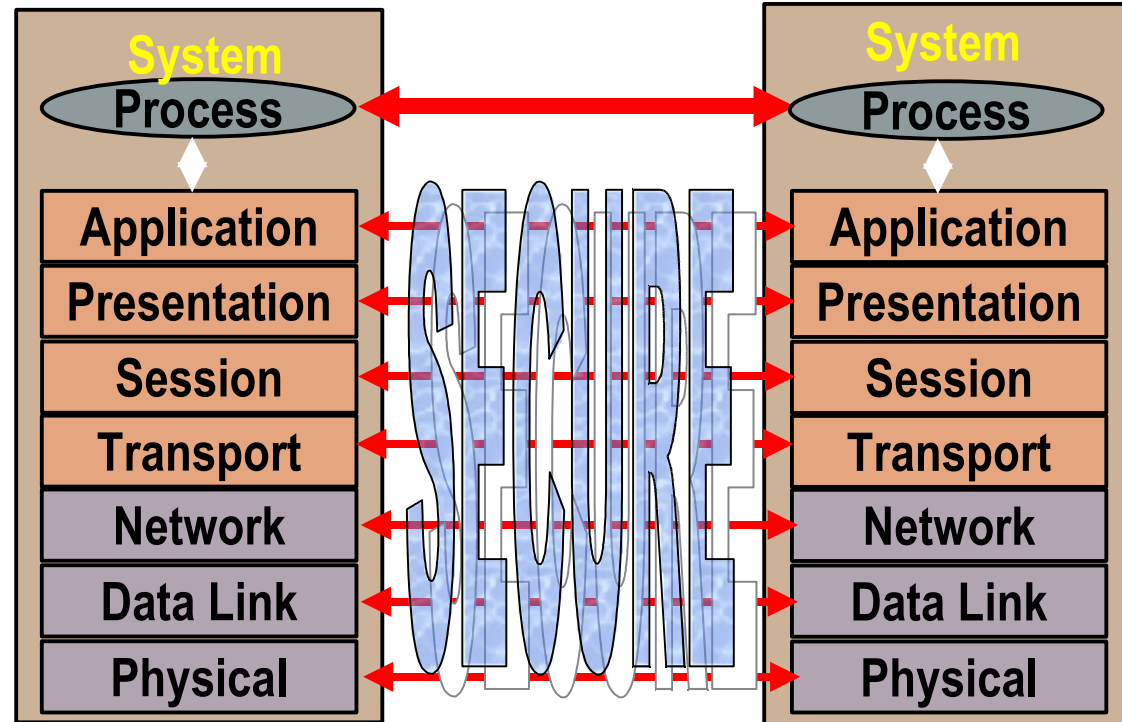 System
Process
Application
Presentation
Session
Transport
Network
Data Link
Physical
SECURE
System
Process
Application
Presentation
Session
Transport
Network
Data Link
Physical